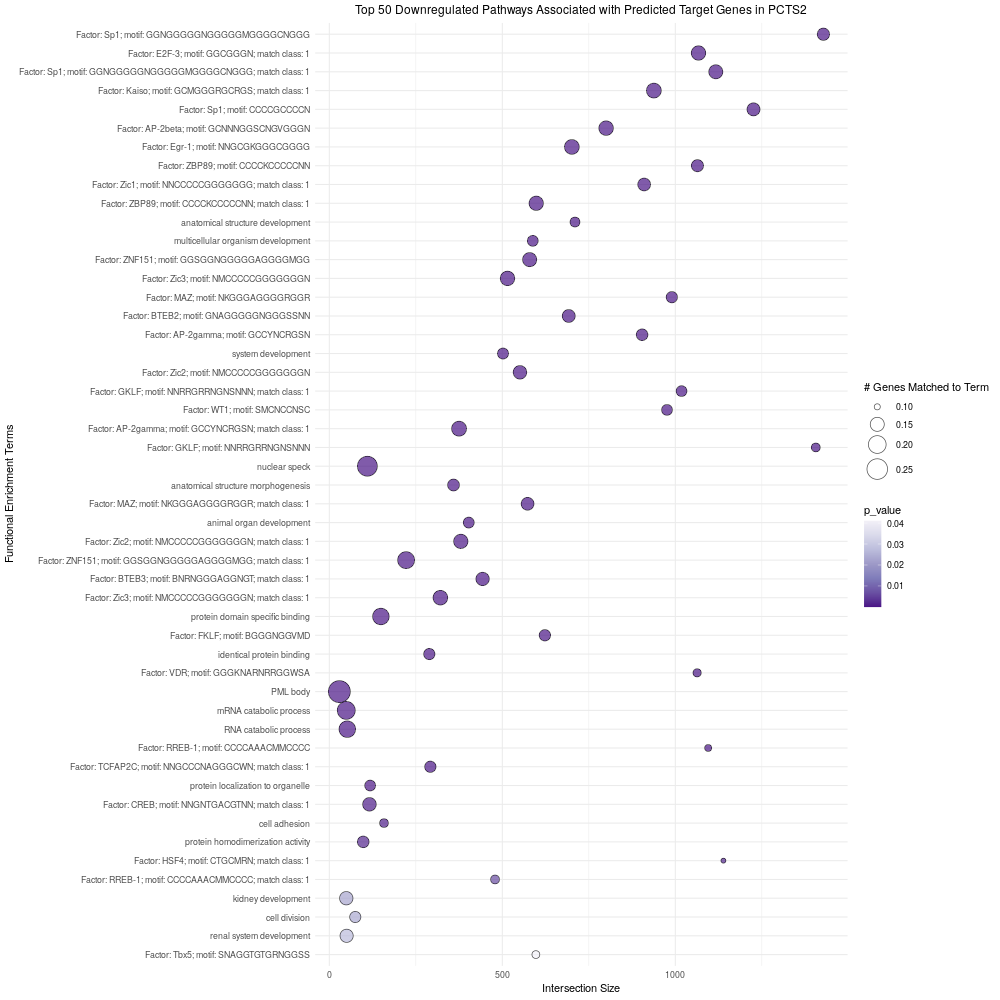 Top 50 Downregulated Pathways Associated with Predicted Target Genes in PCTS2
Functional Enrichment Terms
Factor: Sp1; motif: GGNGGGGGNGGGGGMGGGGCNGGG
Factor: E2F-3; motif: GGCGGGN; match class: 1
Factor: Sp1; motif: GGNGGGGGNGGGGGMGGGGCNGGG; match class: 1
Factor: Kaiso; motif: GCMGGGRGCRGS; match class: 1
Factor: Sp1; motif: CCCCGCCCCN
Factor: AP-2beta; motif: GCNNNGGSCNGVGGGN
Factor: Egr-1; motif: NNGCGKGGGCGGGG
Factor: ZBP89; motif: CCCCKCCCCCNN
Factor: Zic1; motif: NNCCCCCGGGGGGG; match class: 1
Factor: ZBP89; motif: CCCCKCCCCCNN; match class: 1
anatomical structure development
multicellular organism development
Factor: ZNF151; motif: GGSGGNGGGGGAGGGGMGG
Factor: Zic3; motif: NMCCCCCGGGGGGGN
Factor: MAZ; motif: NKGGGAGGGGRGGR
Factor: BTEB2; motif: GNAGGGGGNGGGSSNN
Factor: AP-2gamma; motif: GCCYNCRGSN
system development
Factor: Zic2; motif: NMCCCCCGGGGGGGN
Factor: GKLF; motif: NNRRGRRNGNSNNN; match class: 1
Factor: WT1; motif: SMCNCCNSC
Factor: AP-2gamma; motif: GCCYNCRGSN; match class: 1
Factor: GKLF; motif: NNRRGRRNGNSNNN
nuclear speck
anatomical structure morphogenesis
Factor: MAZ; motif: NKGGGAGGGGRGGR; match class: 1
animal organ development
Factor: Zic2; motif: NMCCCCCGGGGGGGN; match class: 1
Factor: ZNF151; motif: GGSGGNGGGGGAGGGGMGG; match class: 1
Factor: BTEB3; motif: BNRNGGGAGGNGT; match class: 1
Factor: Zic3; motif: NMCCCCCGGGGGGGN; match class: 1
protein domain specific binding
Factor: FKLF; motif: BGGGNGGVMD
identical protein binding
Factor: VDR; motif: GGGKNARNRRGGWSA
PML body
mRNA catabolic process
RNA catabolic process
Factor: RREB-1; motif: CCCCAAACMMCCCC
Factor: TCFAP2C; motif: NNGCCCNAGGGCWN; match class: 1
protein localization to organelle
Factor: CREB; motif: NNGNTGACGTNN; match class: 1
cell adhesion
protein homodimerization activity
Factor: HSF4; motif: CTGCMRN; match class: 1
Factor: RREB-1; motif: CCCCAAACMMCCCC; match class: 1
kidney development
cell division
renal system development
Factor: Tbx5; motif: SNAGGTGTGRNGGSS
0
500
1000
Intersection Size
# Genes Matched to Term
0.10
0.15
0.20
0.25
p_value
0.04
0.03
0.02
0.01